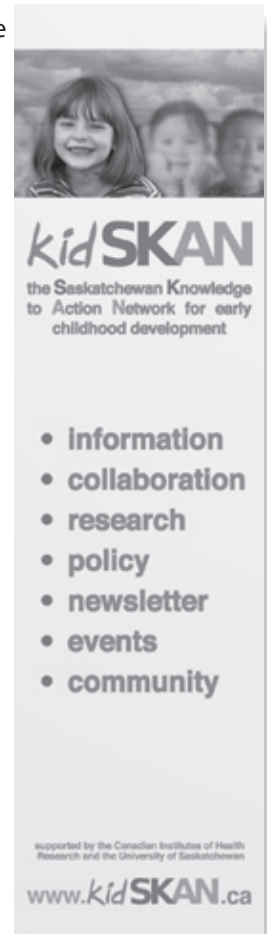 e
kidSKAN
the Saskatchewan Knowledge
to Action Network for early
childhood development
• information
• collaboration
• research
• policy
• newsletter
• events
• community
supported by the Canadian Institutes of Health
Research and the University of Saskatchewan
www.kidSKAN.ca